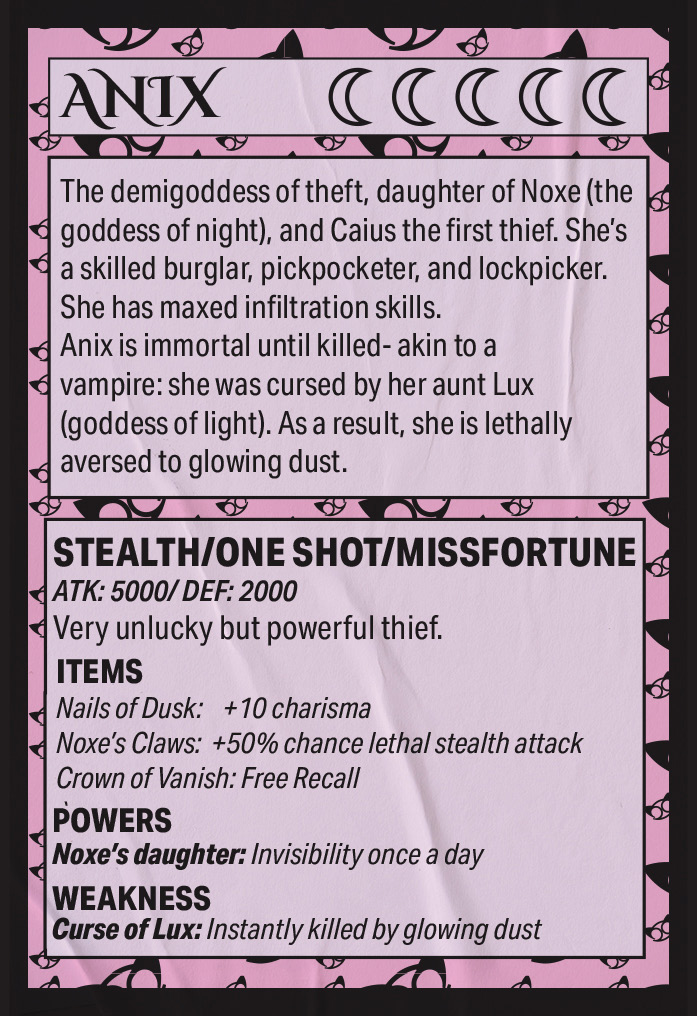 ANIX
The demigoddess of theft, daughter of Noxe (the
goddess of night), and Caius the first thief. She's
a skilled burglar, pickpocketer, and lockpicker.
She has maxed infiltration skills.
Anix is immortal until killed- akin to a
vampire: she was cursed by her aunt Lux
(goddess of light). As a result, she is lethally
aversed to glowing dust.
STEALTH/ONE SHOT/MISSFORTUNE
ATK: 5000/ DEF: 2000
Very unlucky but powerful thief.
ITEMS
Nails of Dusk: +10 charisma
Noxe's Claws: +50% chance lethal stealth attack
Crown of Vanish: Free Recall
POWERS
Noxe's daughter: Invisibility once a day
WEAKNESS
Curse of Lux: Instantly killed by glowing dust